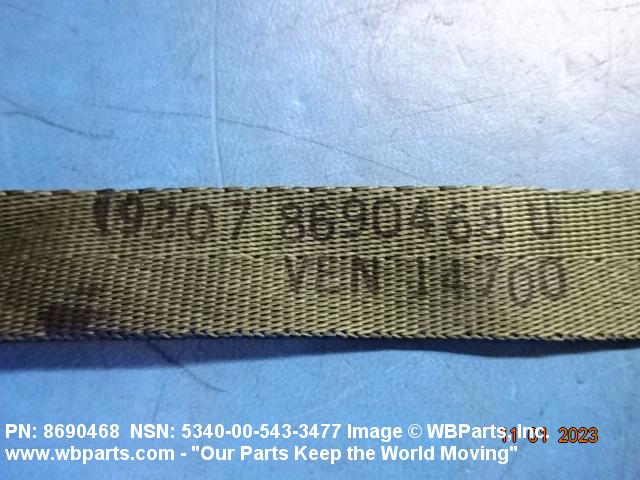 19207 8690468 U
VEN 14700
PN: 8690468 NSN: 5340-00-543-3477 Image © WBParts, Inc
11 01 2023
www.wbparts.com - "Our Parts Keep the World Moving"